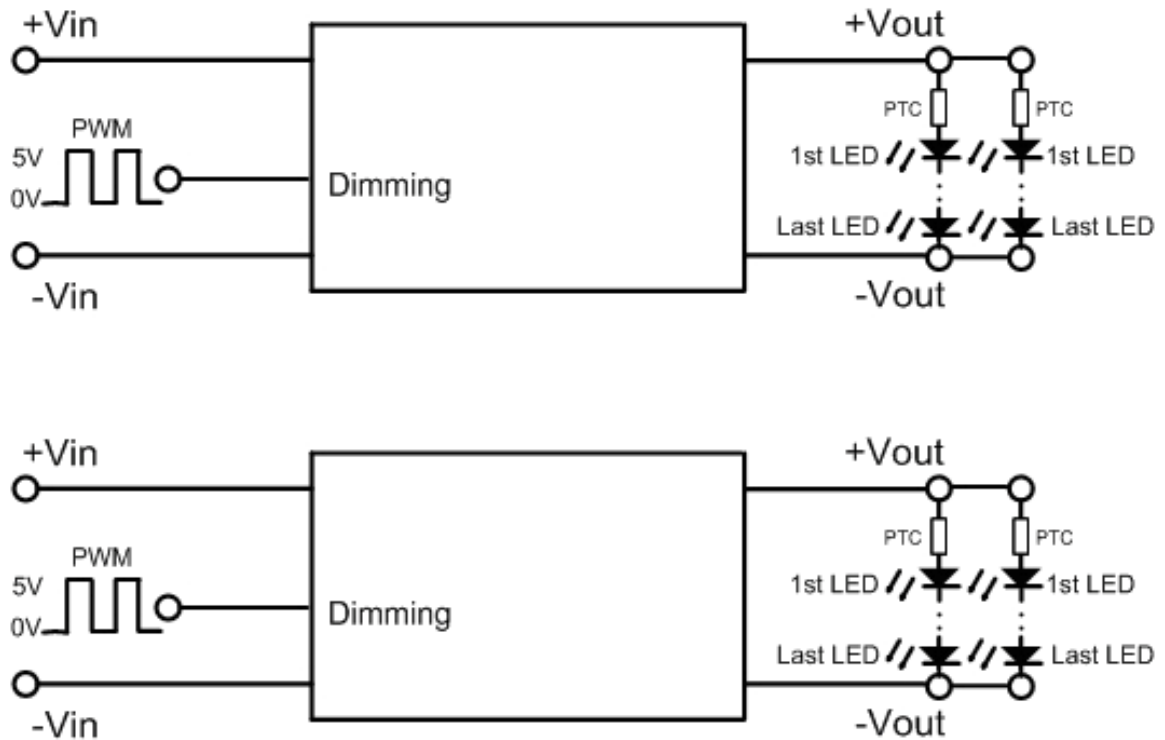 +Vin +Vout
PTC PTC
PWM
5V 1st LED 1st LED
0V Dimming
Last LED Last LED
-Vin -Vout
+Vin +Vout
PTC PTC
PWM
5V 1st LED 1st LED
0V Dimming
Last LED Last LED
-Vin -Vout